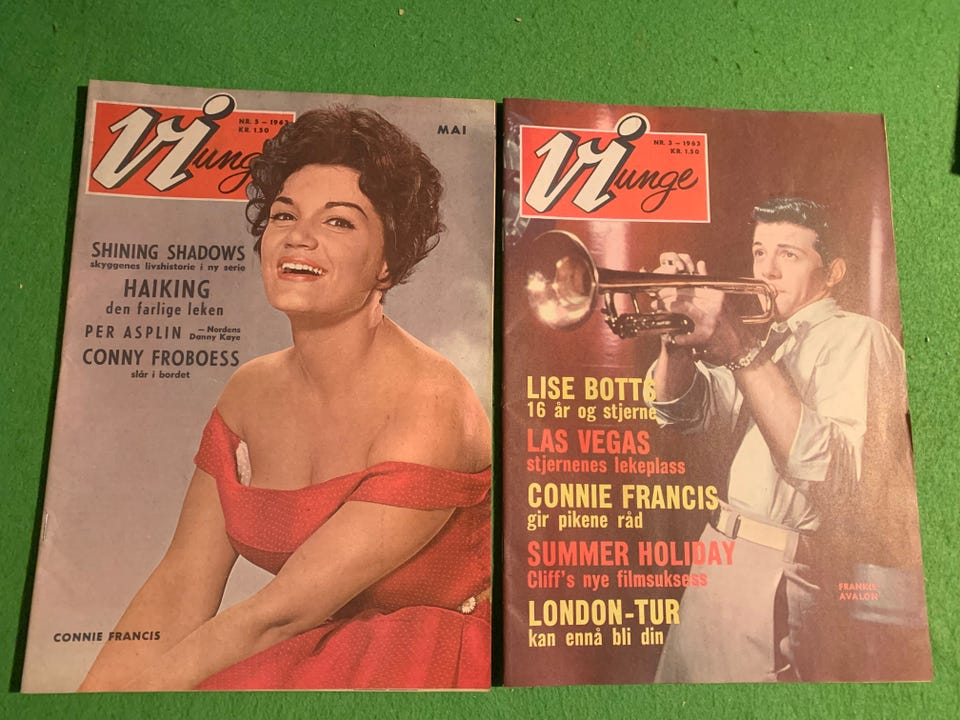 Vi unge
NR. 5 – 1963
KR. 1.50
MAI
SHINING SHADOWS
skyggenes livshistorie i ny serie
HAIKING
den farlige leken
PER ASPLIN — Nordens
Danny Kaye
CONNY FROBOESS
slår i bordet
CONNIE FRANCIS
Vi unge
NR. 3 – 1963
KR. 1.50
LISE BOTTG
16 år og stjerne
LAS VEGAS
stjernenes lekeplass
CONNIE FRANCIS
gir pikene råd
SUMMER HOLIDAY
Cliff's nye filmsuksess
LONDON-TUR
kan ennå bli din
FRANKIE
AVALON